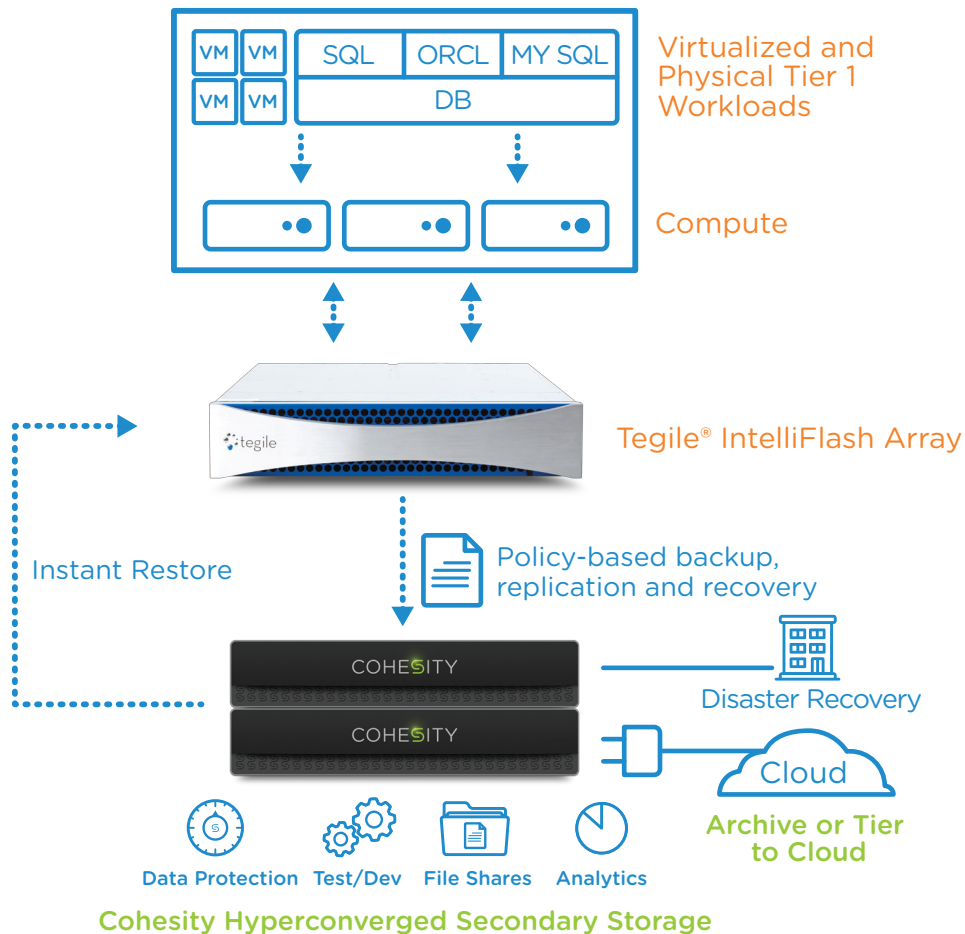 VM VM SQL ORCL MY SQL
VM VM DB
Virtualized and
Physical Tier 1
Workloads
Compute
tegile
Tegile® IntelliFlash Array
Instant Restore
Policy-based backup,
replication and recovery
COHESITY
Disaster Recovery
COHESITY
Cloud
Archive or Tier
to Cloud
Data Protection Test/Dev File Shares Analytics
Cohesity Hyperconverged Secondary Storage